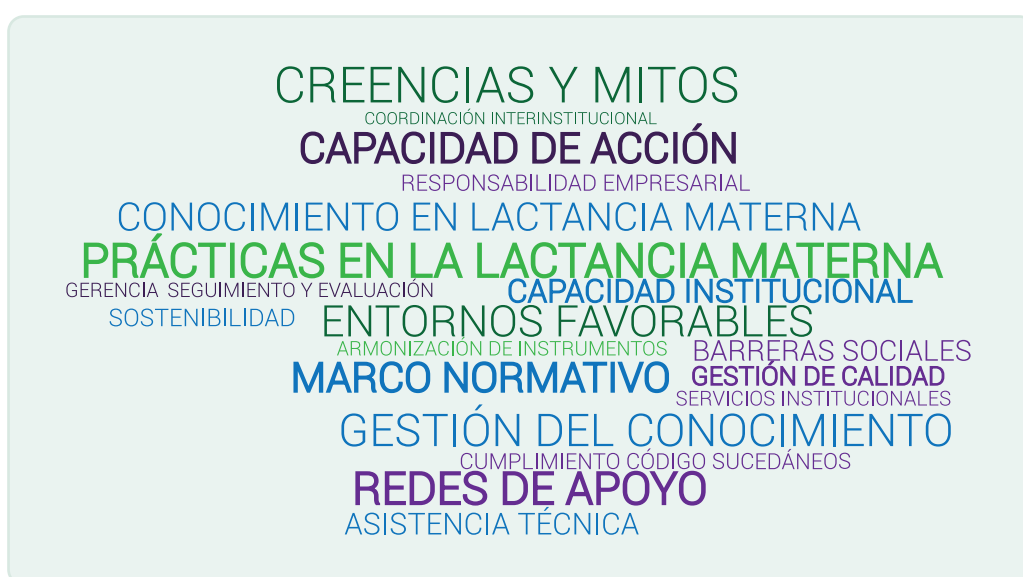 CREENCIAS Y MITOS
COORDINACIÓN INTERINSTITUCIONAL
CAPACIDAD DE ACCIÓN
RESPONSABILIDAD EMPRESARIAL
CONOCIMIENTO EN LACTANCIA MATERNA
PRÁCTICAS EN LA LACTANCIA MATERNA
GERENCIA SEGUIMIENTO Y EVALUACIÓN
CAPACIDAD INSTITUCIONAL
SOSTENIBILIDAD
ENTORNOS FAVORABLES
ARMONIZACIÓN DE INSTRUMENTOS
BARRERAS SOCIALES
MARCO NORMATIVO
GESTIÓN DE CALIDAD
SERVICIOS INSTITUCIONALES
GESTIÓN DEL CONOCIMIENTO
CUMPLIMIENTO CÓDIGO SUCEDÁNEOS
REDES DE APOYO
ASISTENCIA TÉCNICA